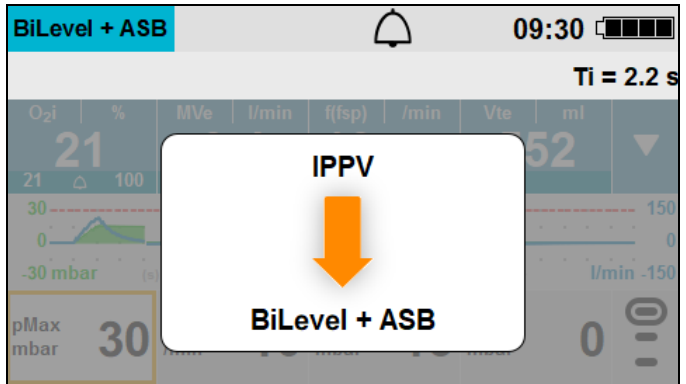 BiLevel + ASB 09:30
Ti = 2.2 s
O₂i % MVe l/min f(fsp) /min Vte ml
21 52
21 100
30 150
0 0
-30 mbar (s) l/min -150
IPPV
BiLevel + ASB
pMax
mbar 30 0